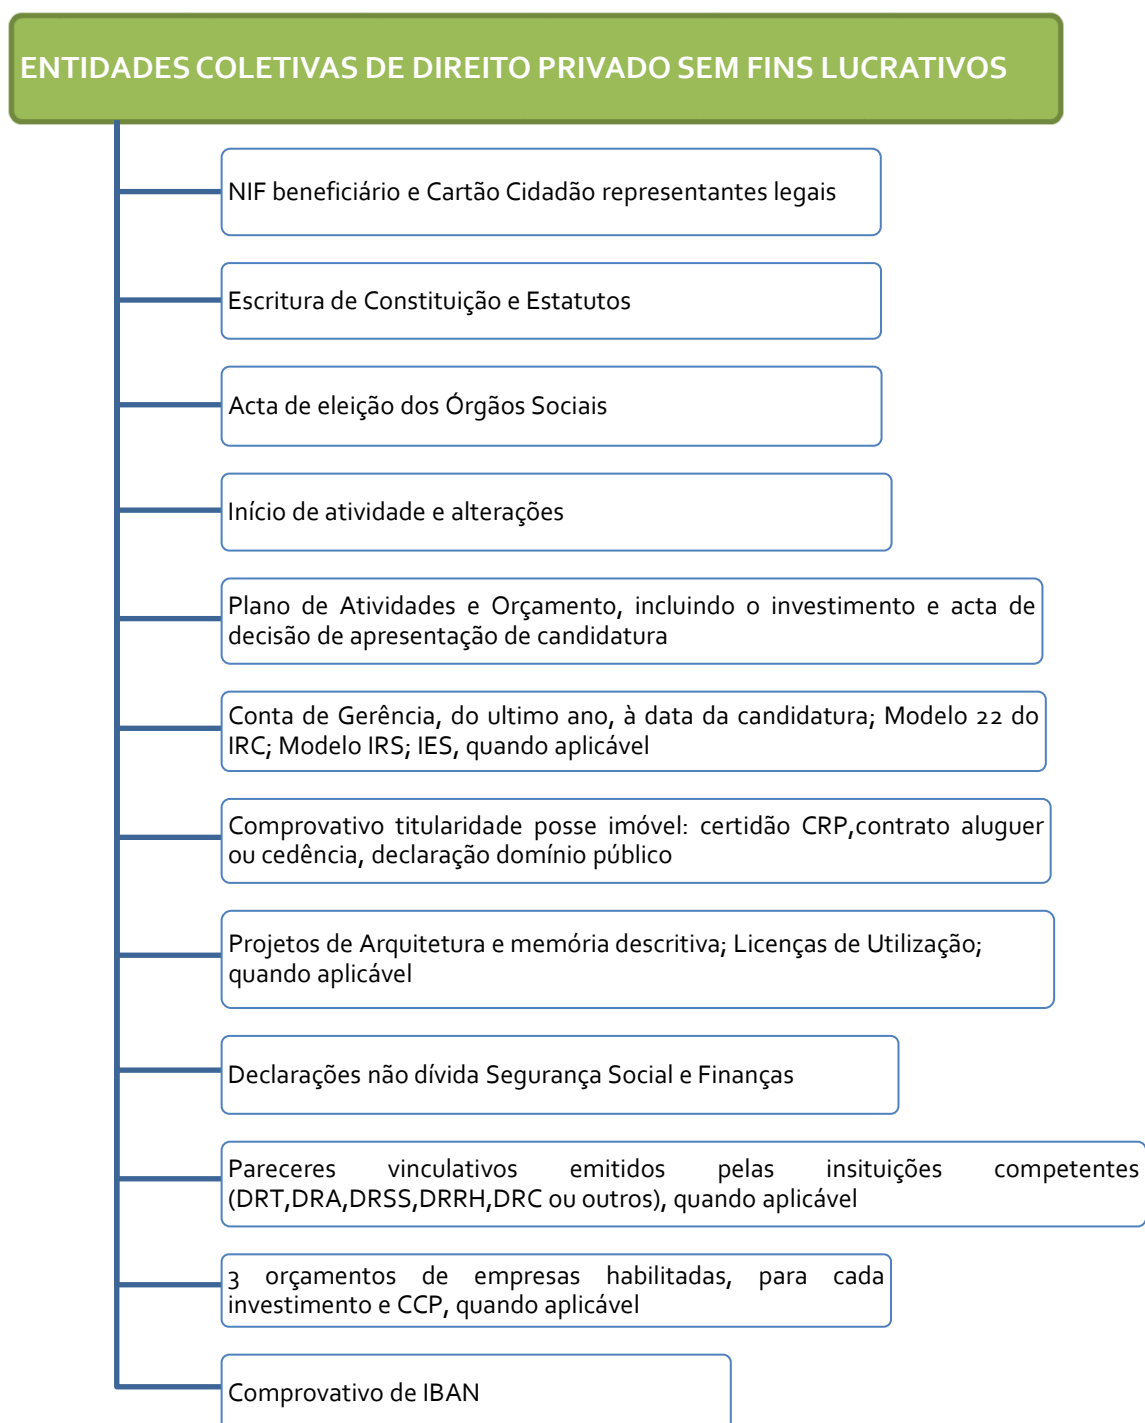 ENTIDADES COLETIVAS DE DIREITO PRIVADO SEM FINS LUCRATIVOS
NIF beneficiário e Cartão Cidadão representantes legais
Escritura de Constituição e Estatutos
Acta de eleição dos Órgãos Sociais
Início de atividade e alterações
Plano de Atividades e Orçamento, incluindo o investimento e acta de
decisão de apresentação de candidatura
Conta de Gerência, do ultimo ano, à data da candidatura; Modelo 22 do
IRC; Modelo IRS; IES, quando aplicável
Comprovativo titularidade posse imóvel: certidão CRP,contrato aluguer
ou cedência, declaração domínio público
Projetos de Arquitetura e memória descritiva; Licenças de Utilização;
quando aplicável
Declarações não dívida Segurança Social e Finanças
Pareceres vinculativos emitidos pelas insituições competentes
(DRT,DRA,DRSS,DRRH,DRC ou outros), quando aplicável
3 orçamentos de empresas habilitadas, para cada
investimento e CCP, quando aplicável
Comprovativo de IBAN